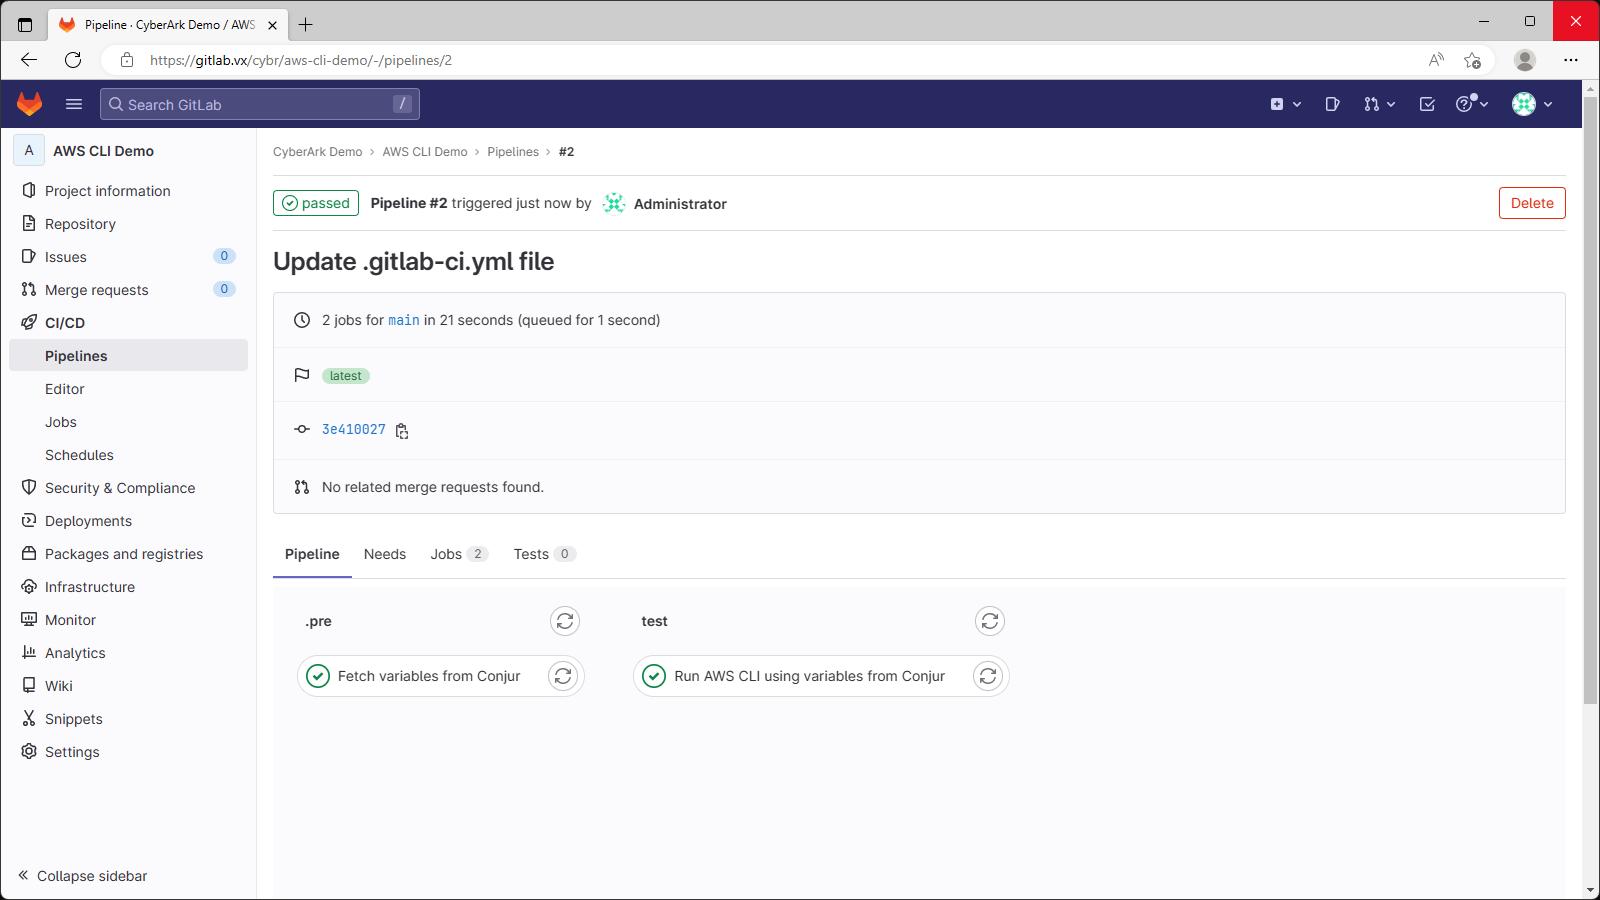 Pipeline · CyberArk Demo / AWS
https://gitlab.vx/cybr/aws-cli-demo/-/pipelines/2
Search GitLab /
A AWS CLI Demo
Project information
Repository
Issues 0
Merge requests 0
CI/CD
Pipelines
Editor
Jobs
Schedules
Security & Compliance
Deployments
Packages and registries
Infrastructure
Monitor
Analytics
Wiki
Snippets
Settings
Collapse sidebar
CyberArk Demo › AWS CLI Demo › Pipelines › #2
passed Pipeline #2 triggered just now by Administrator Delete
Update .gitlab-ci.yml file
2 jobs for main in 21 seconds (queued for 1 second)
latest
3e410027
No related merge requests found.
Pipeline Needs Jobs 2 Tests 0
.pre test
Fetch variables from Conjur Run AWS CLI using variables from Conjur